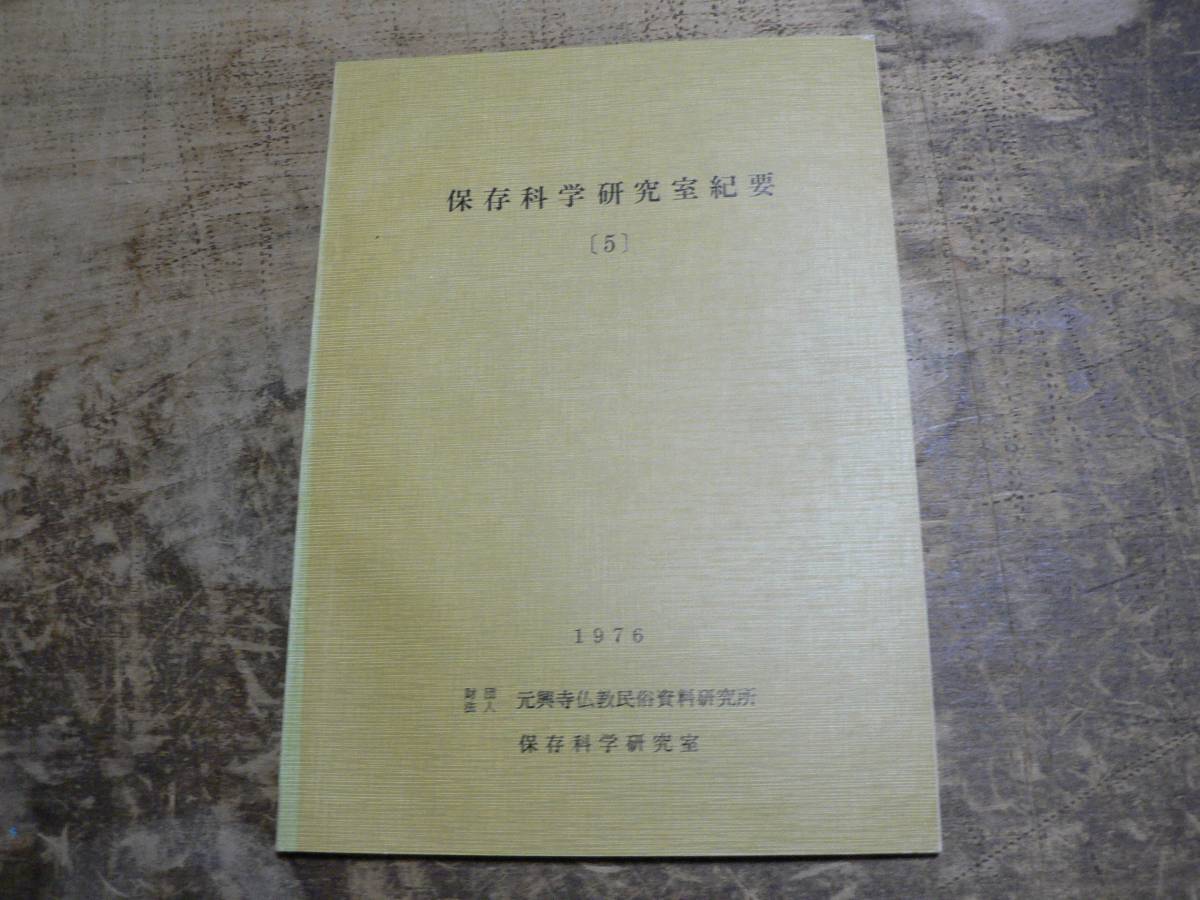 保存科学研究室紀要
〔5〕
1976
財団法人 元興寺仏教民俗資料研究所
保存科学研究室